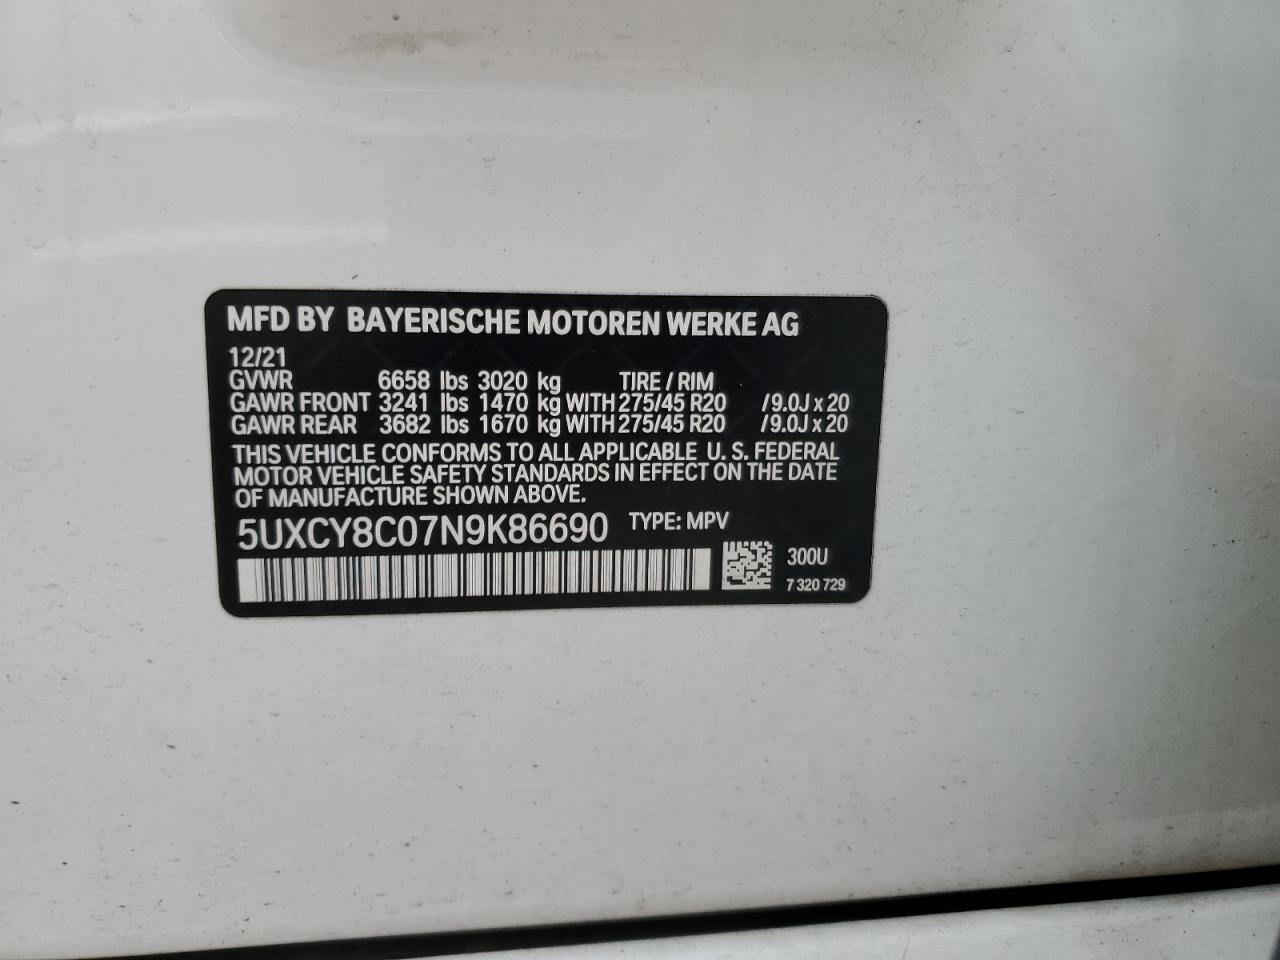 MFD BY BAYERISCHE MOTOREN WERKE AG
12/21
GVWR 6658 lbs 3020 kg TIRE / RIM
GAWR FRONT 3241 lbs 1470 kg WITH 275/45 R20 /9.0J x 20
GAWR REAR 3682 lbs 1670 kg WITH 275/45 R20 /9.0J x 20
THIS VEHICLE CONFORMS TO ALL APPLICABLE U. S. FEDERAL
MOTOR VEHICLE SAFETY STANDARDS IN EFFECT ON THE DATE
OF MANUFACTURE SHOWN ABOVE.
5UXCY8C07N9K86690 TYPE: MPV
300U
7 320 729